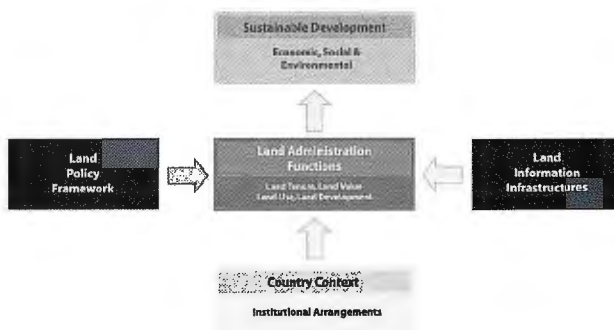 Sustainable Development
Economic, Social &
Environmental
Land
Policy
Framework
Land Administration
Functions
Land Tenure, Land Value
Land Use, Land Development
Land
Information
Infrastructures
Country Context
Institutional Arrangements